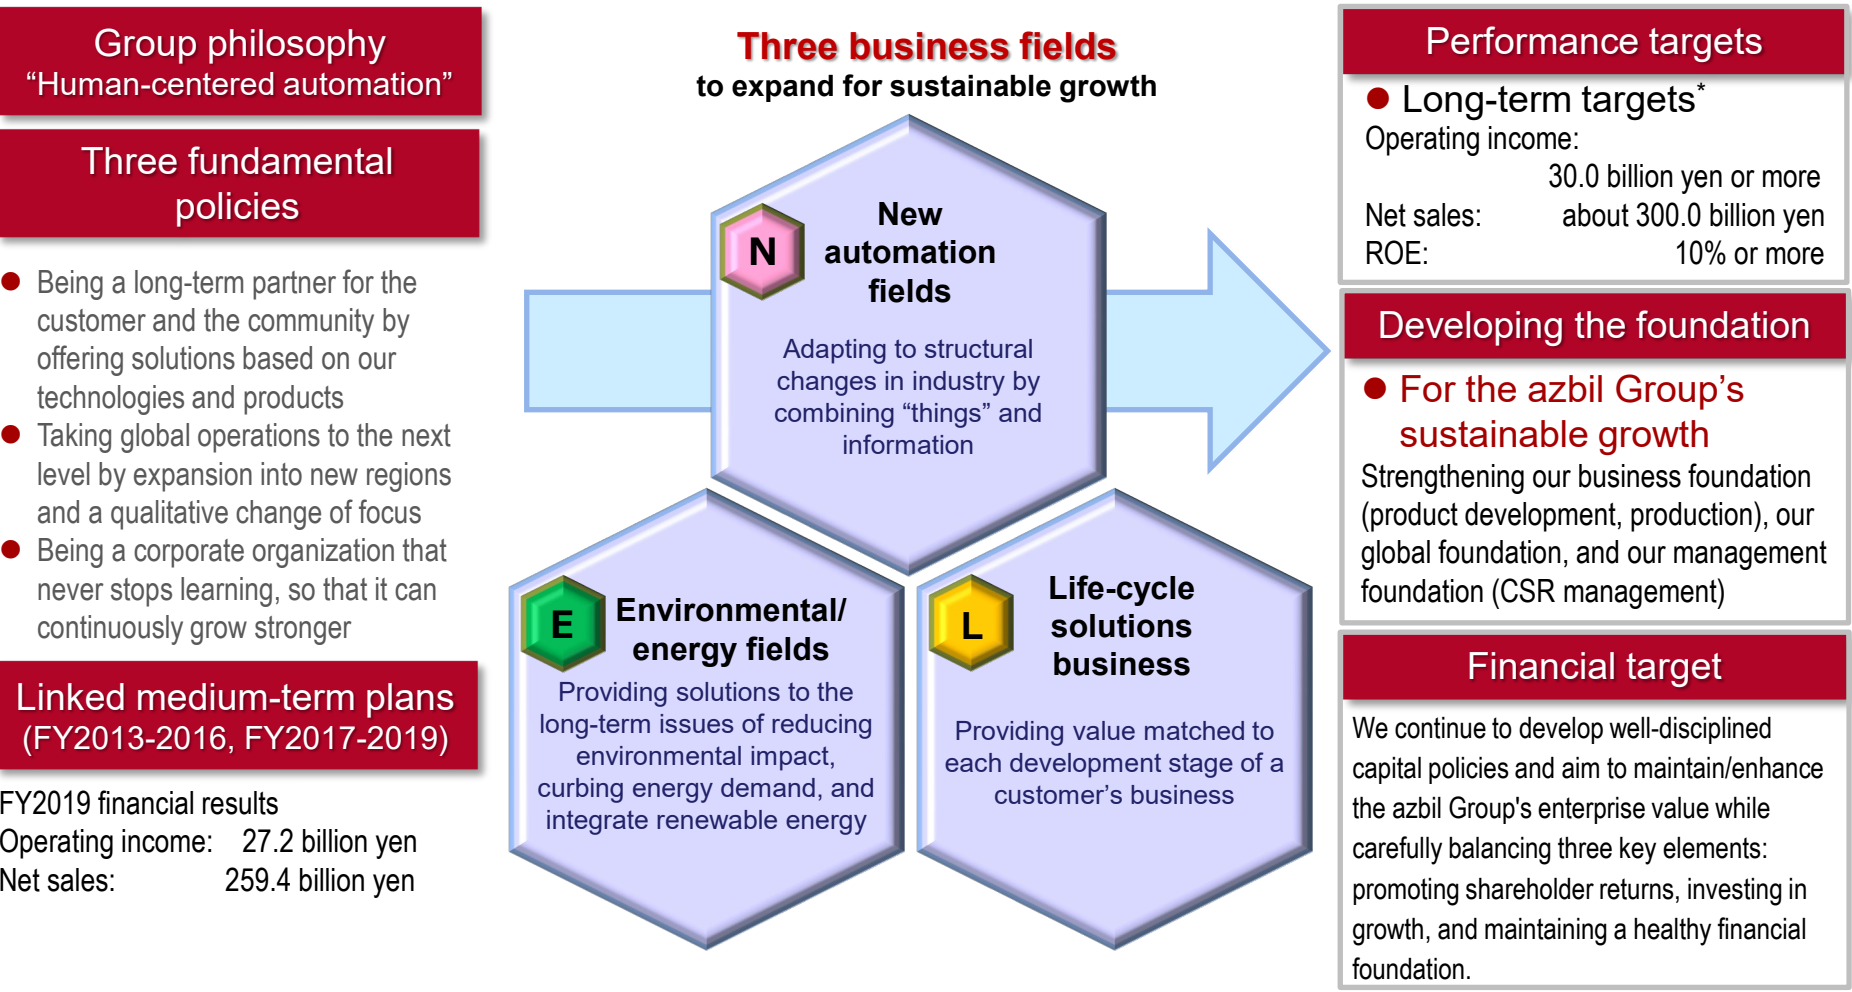 Group philosophy
“Human-centered automation”
Three fundamental
policies
● Being a long-term partner for the
customer and the community by
offering solutions based on our
technologies and products
● Taking global operations to the next
level by expansion into new regions
and a qualitative change of focus
● Being a corporate organization that
never stops learning, so that it can
continuously grow stronger
Linked medium-term plans
(FY2013-2016, FY2017-2019)
FY2019 financial results
Operating income: 27.2 billion yen
Net sales: 259.4 billion yen
Three business fields
to expand for sustainable growth
N
New
automation
fields
Adapting to structural
changes in industry by
combining “things” and
information
E
Environmental/
energy fields
Providing solutions to the
long-term issues of reducing
environmental impact,
curbing energy demand, and
integrate renewable energy
L
Life-cycle
solutions
business
Providing value matched to
each development stage of a
customer’s business
Performance targets
● Long-term targets*
Operating income:
30.0 billion yen or more
Net sales: about 300.0 billion yen
ROE: 10% or more
Developing the foundation
● For the azbil Group’s
sustainable growth
Strengthening our business foundation
(product development, production), our
global foundation, and our management
foundation (CSR management)
Financial target
We continue to develop well-disciplined
capital policies and aim to maintain/enhance
the azbil Group's enterprise value while
carefully balancing three key elements:
promoting shareholder returns, investing in
growth, and maintaining a healthy financial
foundation.